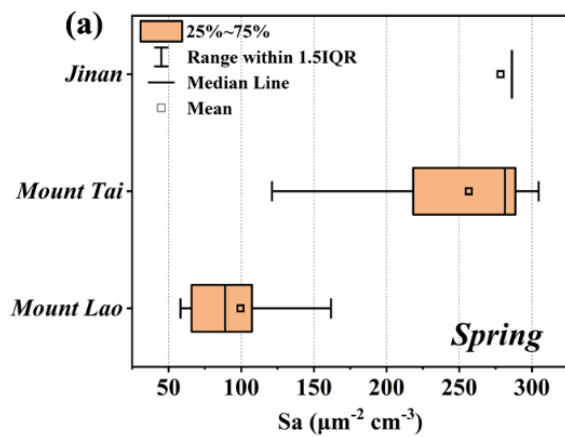 (a)
25%~75%
Range within 1.5IQR
Median Line
Mean
Jinan
Mount Tai
Mount Lao
Spring
50 100 150 200 250 300
Sa (μm⁻² cm⁻³)